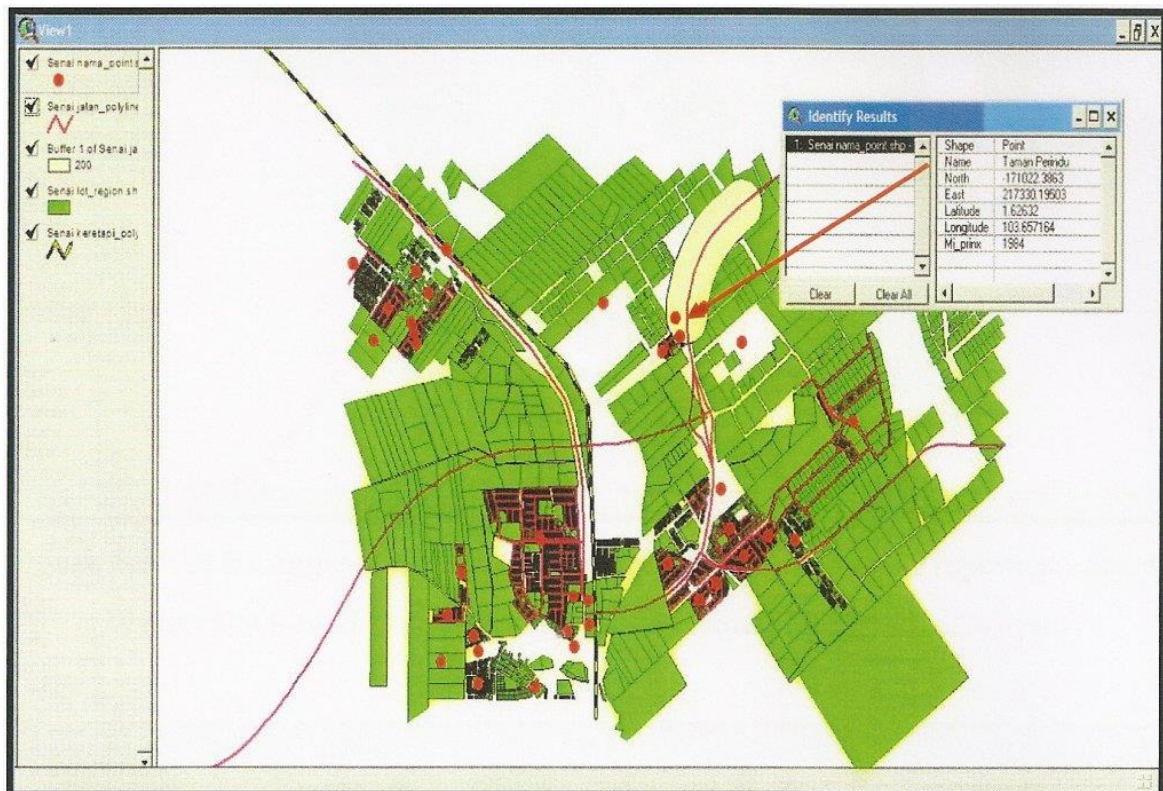 View1
Senai nama_point s
Senai jalan_polyline
Buffer 1 of Senai ja
200
Senai lot_region sh
Senai keretapi_poly
Identify Results
1: Senai nama_point shp -
Shape Point
Name Taman Perindu
North -171022.3863
East 217330.19503
Latitude 1.62632
Longitude 103.657164
Mj_prinx 1984
Clear Clear All